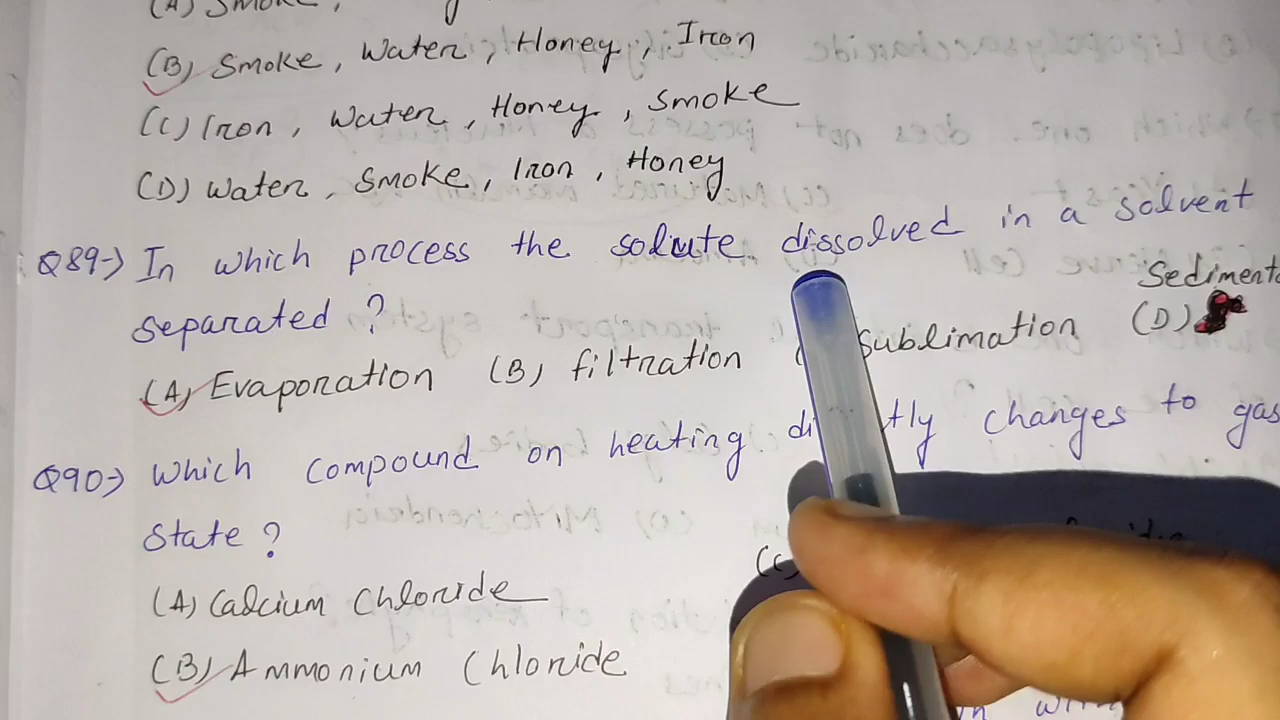 (A) Smoke,
(B) Smoke, Water, Honey, Iron
(C) Iron, Water, Honey, Smoke
(D) Water, Smoke, Iron, Honey
Q89→) In which process the solute dissolved in a solvent
separated?
(A) Evaporation (B) filtration sublimation (D) Sedimenta
Q90→) Which compound on heating changes to gas
State?
(A) Calcium Chloride (C)
(B) Ammonium Chloride